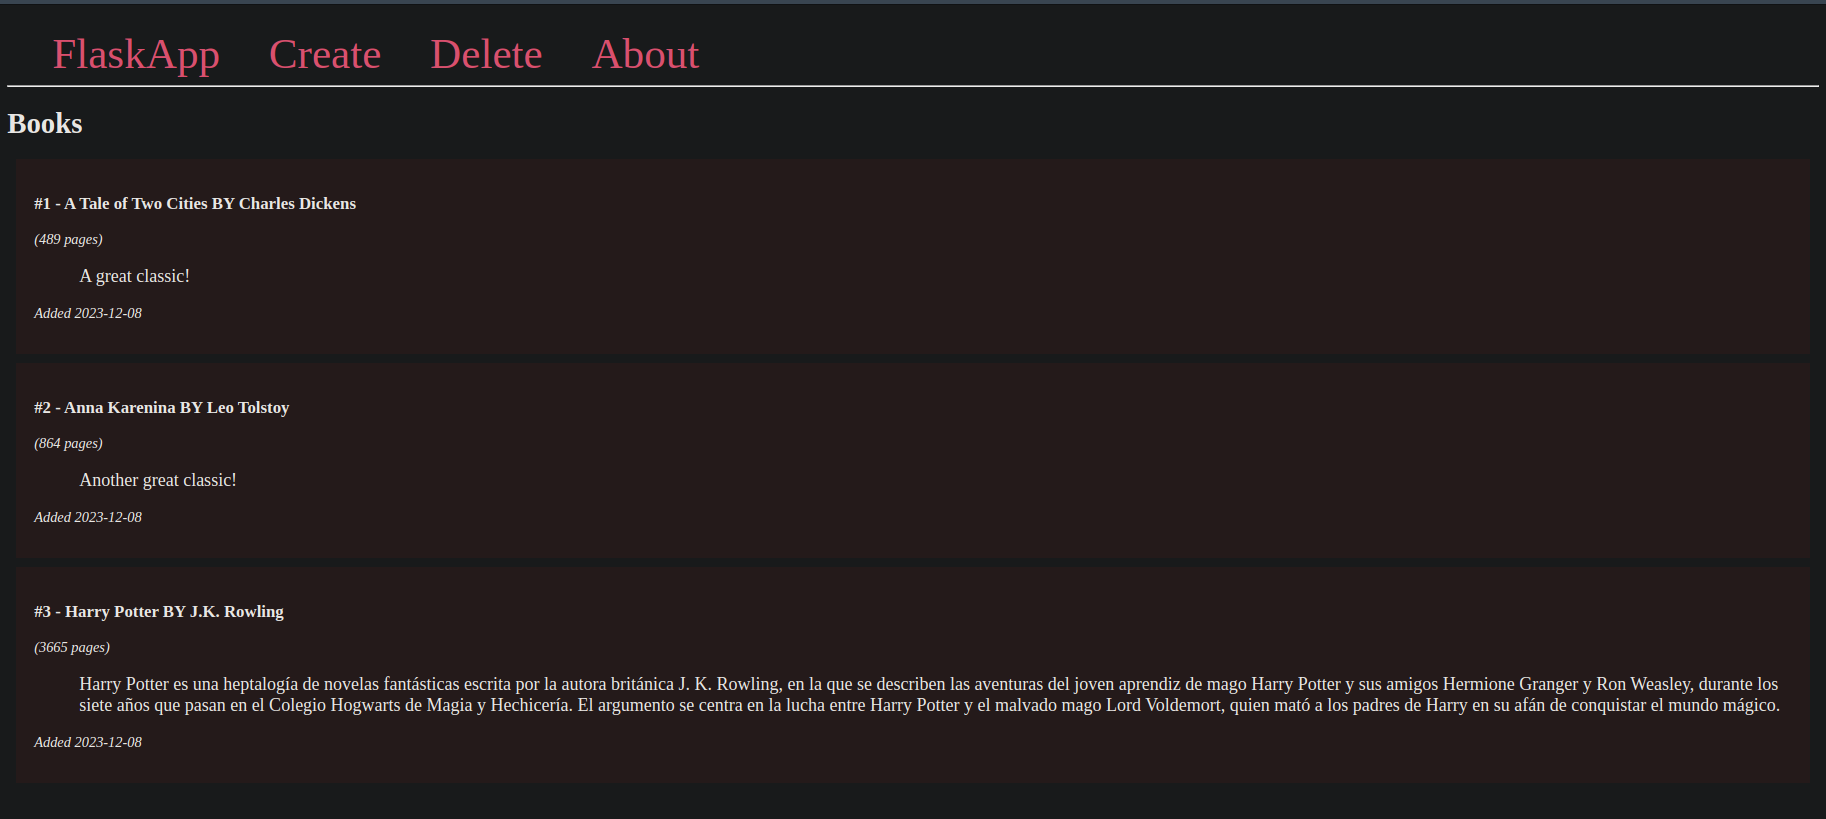 FlaskApp Create Delete About
Books
#1 - A Tale of Two Cities BY Charles Dickens
(489 pages)
A great classic!
Added 2023-12-08
#2 - Anna Karenina BY Leo Tolstoy
(864 pages)
Another great classic!
Added 2023-12-08
#3 - Harry Potter BY J.K. Rowling
(3665 pages)
Harry Potter es una heptalogía de novelas fantásticas escrita por la autora británica J. K. Rowling, en la que se describen las aventuras del joven aprendiz de mago Harry Potter y sus amigos Hermione Granger y Ron Weasley, durante los
siete años que pasan en el Colegio Hogwarts de Magia y Hechicería. El argumento se centra en la lucha entre Harry Potter y el malvado mago Lord Voldemort, quien mató a los padres de Harry en su afán de conquistar el mundo mágico.
Added 2023-12-08